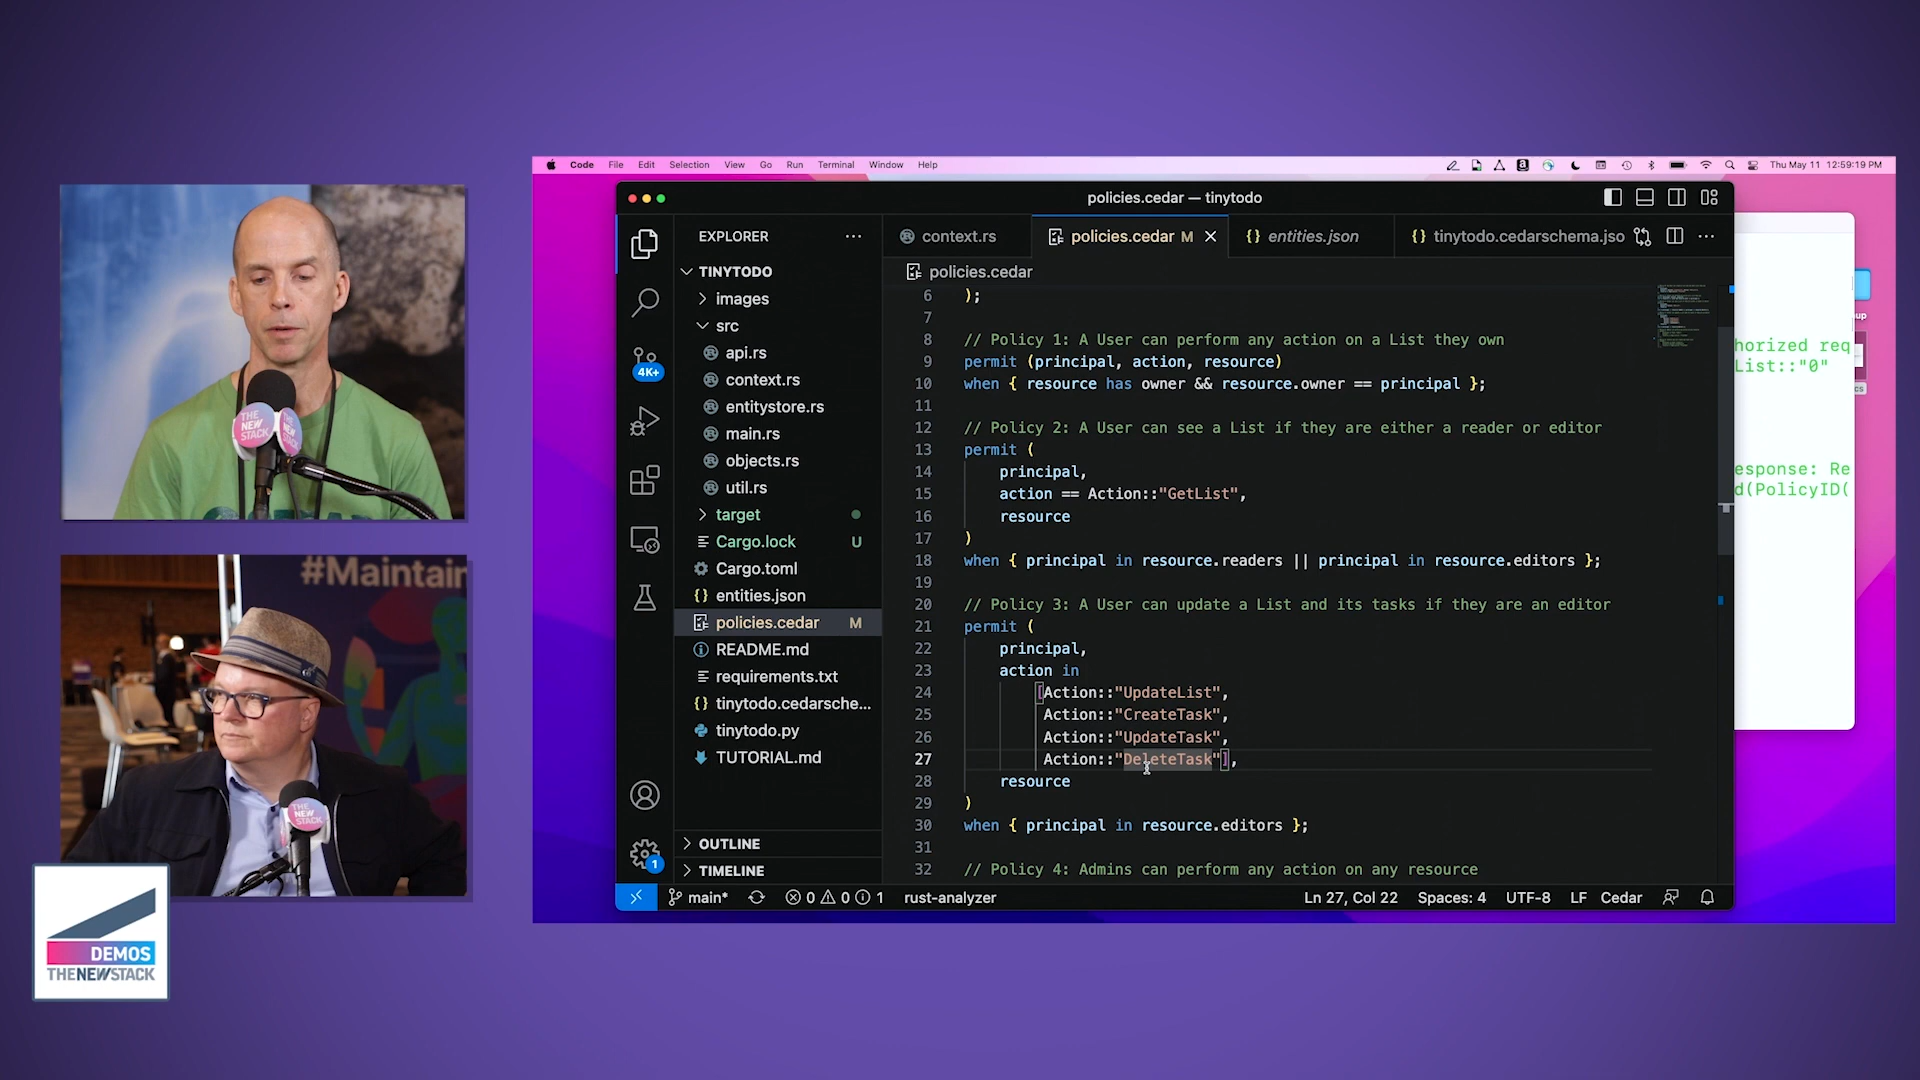 Code File Edit Selection View Go Run Terminal Window Help
Thu May 11 12:59:19 PM
policies.cedar — tinytodo
EXPLORER
context.rs
policies.cedar M
{} entities.json
{} tinytodo.cedarschema.jso
policies.cedar
TINYTODO
images
src
api.rs
context.rs
entitystore.rs
main.rs
objects.rs
util.rs
target
Cargo.lock U
Cargo.toml
{} entities.json
policies.cedar M
README.md
requirements.txt
{} tinytodo.cedarsche...
tinytodo.py
TUTORIAL.md
OUTLINE
TIMELINE
4K+
1
6 );
7
8 // Policy 1: A User can perform any action on a List they own
9 permit (principal, action, resource)
10 when { resource has owner && resource.owner == principal };
11
12 // Policy 2: A User can see a List if they are either a reader or editor
13 permit (
14 principal,
15 action == Action::"GetList",
16 resource
17 )
18 when { principal in resource.readers || principal in resource.editors };
19
20 // Policy 3: A User can update a List and its tasks if they are an editor
21 permit (
22 principal,
23 action in
24 [Action::"UpdateList",
25 Action::"CreateTask",
26 Action::"UpdateTask",
27 Action::"DeleteTask"],
28 resource
29 )
30 when { principal in resource.editors };
31
32 // Policy 4: Admins can perform any action on any resource
main* 0 0 1 rust-analyzer
Ln 27, Col 22 Spaces: 4 UTF-8 LF Cedar
up
horized req
List::"0"
cs
esponse: Re
d(PolicyID(
THE NEW STACK
#Maintain
THE NEW STACK
DEMOS
THENEWSTACK